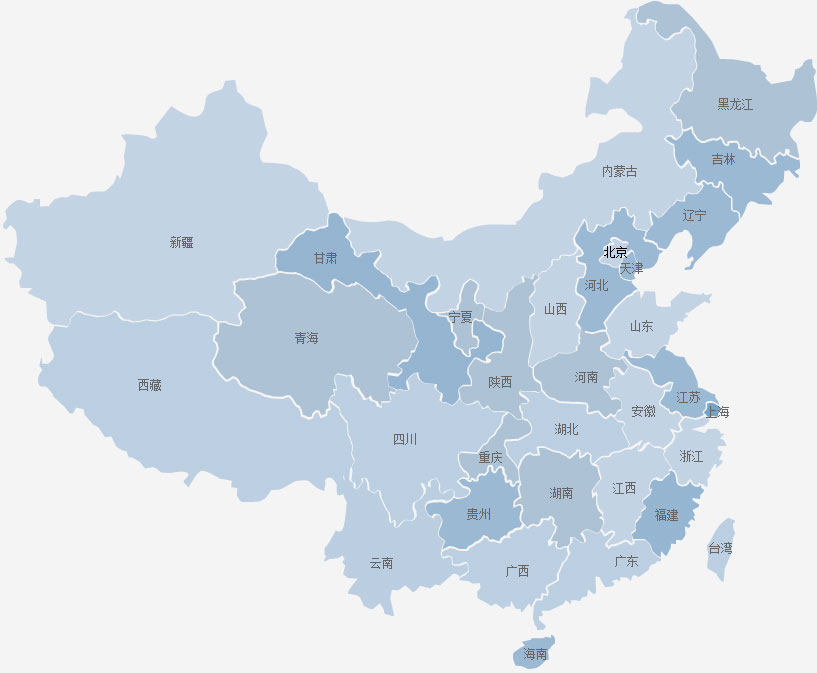 黑龙江
吉林
内蒙古
辽宁
新疆
北京
甘肃
天津
河北
山西
宁夏
山东
青海
河南
陕西
西藏
江苏
安徽
上海
湖北
四川
浙江
重庆
江西
湖南
贵州
福建
台湾
广东
云南
广西
海南